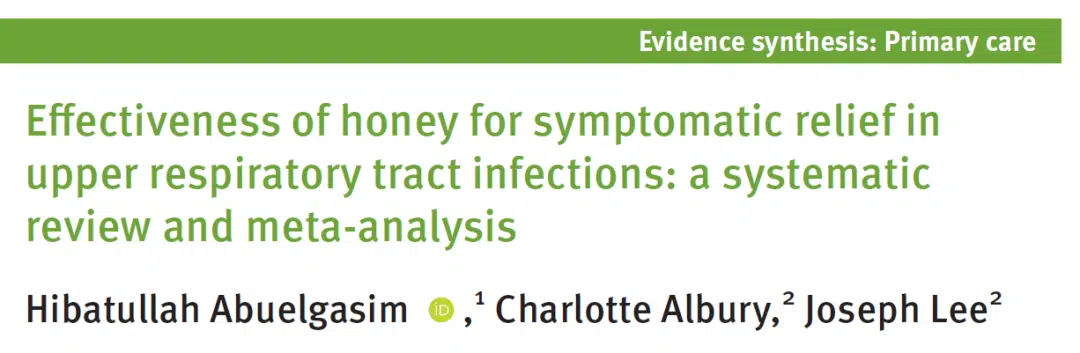 Evidence synthesis: Primary care
Effectiveness of honey for symptomatic relief in
upper respiratory tract infections: a systematic
review and meta-analysis
Hibatullah Abuelgasim iD ,1 Charlotte Albury,2 Joseph Lee2